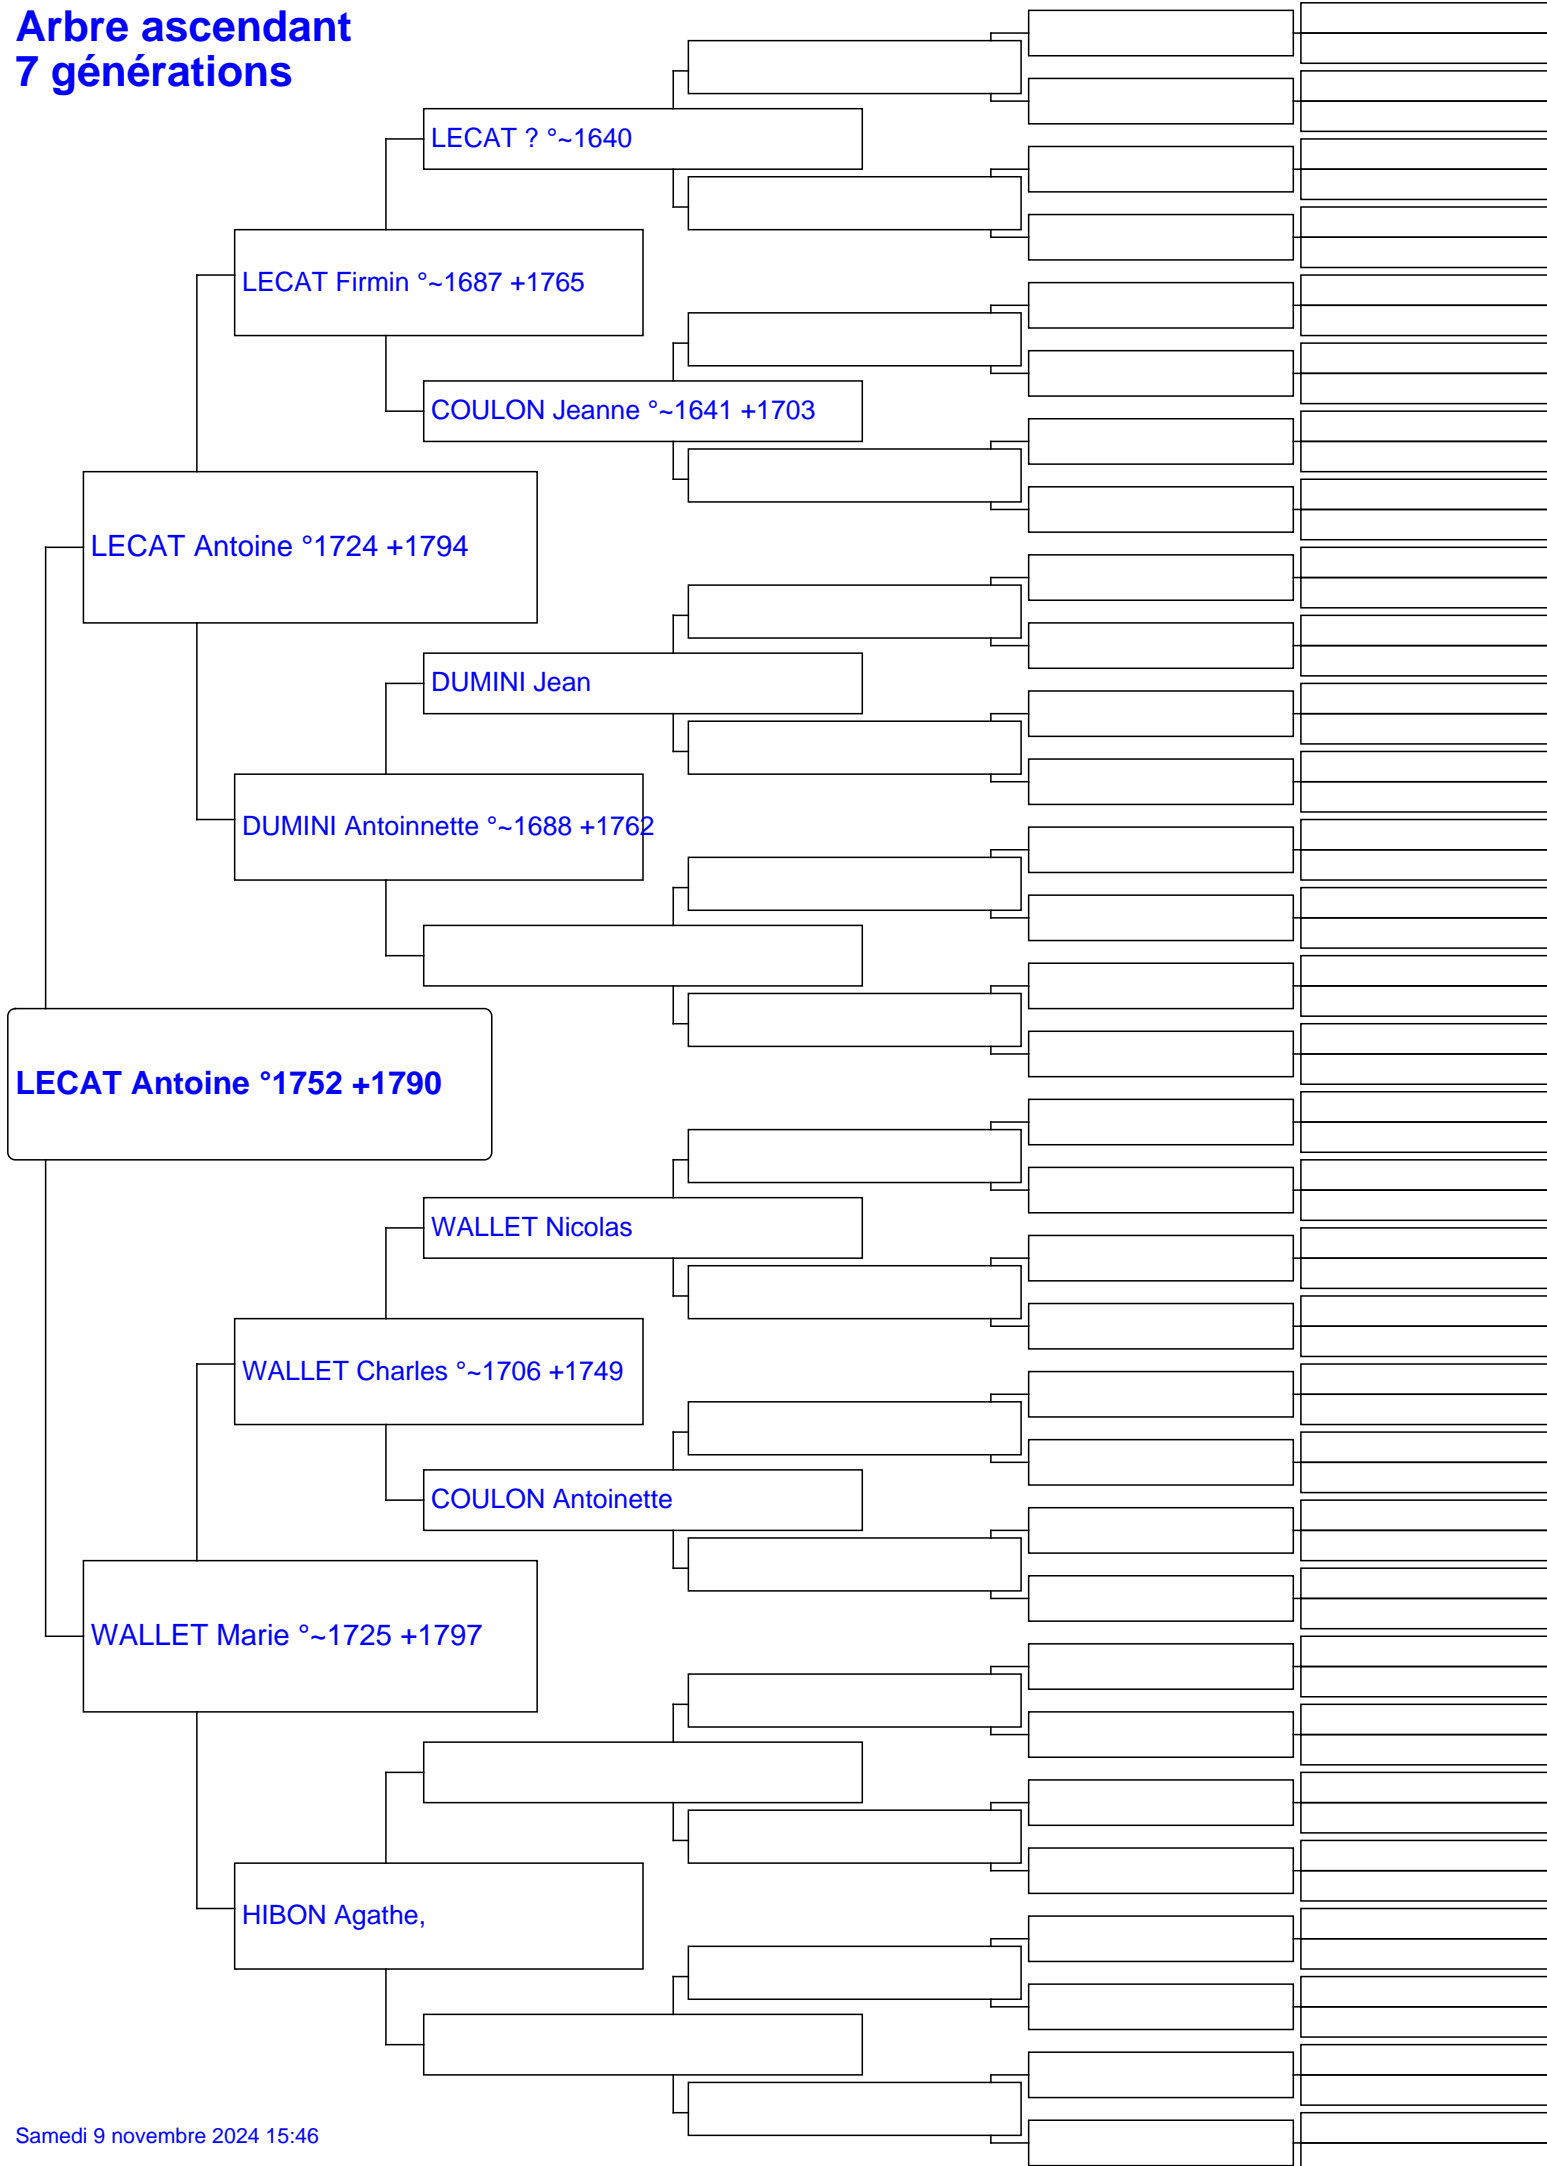 Arbre ascendant
7 générations
LECAT ? °~1640
LECAT Firmin °~1687 +1765
COULON Jeanne °~1641 +1703
LECAT Antoine °1724 +1794
DUMINI Jean
DUMINI Antoinnette °~1688 +1762
LECAT Antoine °1752 +1790
WALLET Nicolas
WALLET Charles °~1706 +1749
COULON Antoinette
WALLET Marie °~1725 +1797
HIBON Agathe,
Samedi 9 novembre 2024 15:46